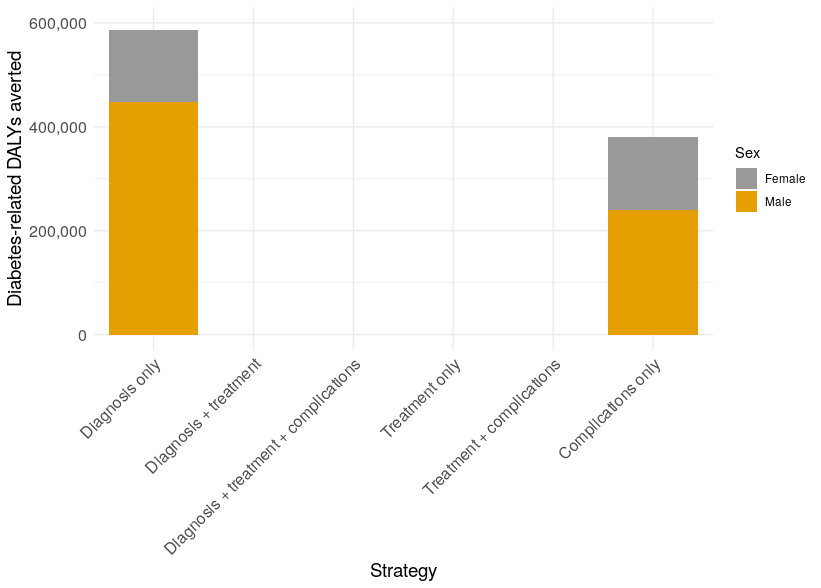 Diabetes-related DALYs averted
600,000
400,000
200,000
0
Diagnosis only
Diagnosis + treatment
Diagnosis + treatment + complications
Treatment only
Treatment + complications
Complications only
Strategy
Sex
Female
Male